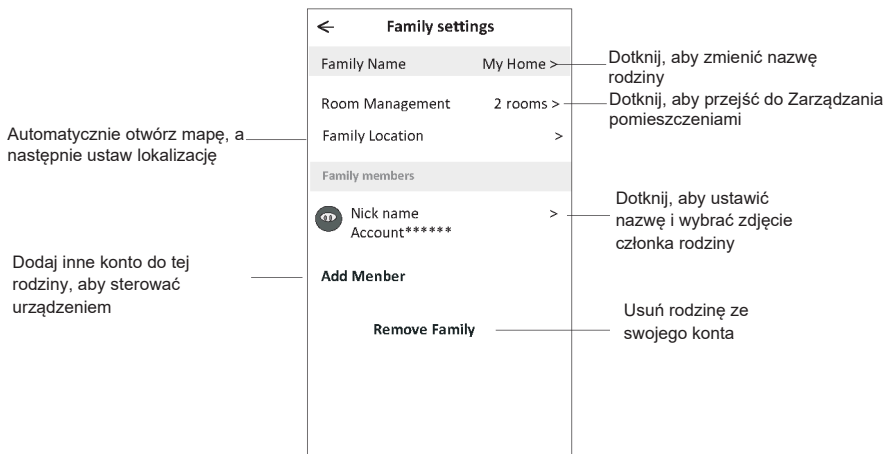 Family settings
Family Name My Home >
Room Management 2 rooms >
Family Location >
Family members
Nick name >
Account******
Add Menber
Remove Family
Automatycznie otwórz mapę, a
następnie ustaw lokalizację
Dodaj inne konto do tej
rodziny, aby sterować
urządzeniem
Dotknij, aby zmienić nazwę
rodziny
Dotknij, aby przejść do Zarządzania
pomieszczeniami
Dotknij, aby ustawić
nazwę i wybrać zdjęcie
członka rodziny
Usuń rodzinę ze
swojego konta